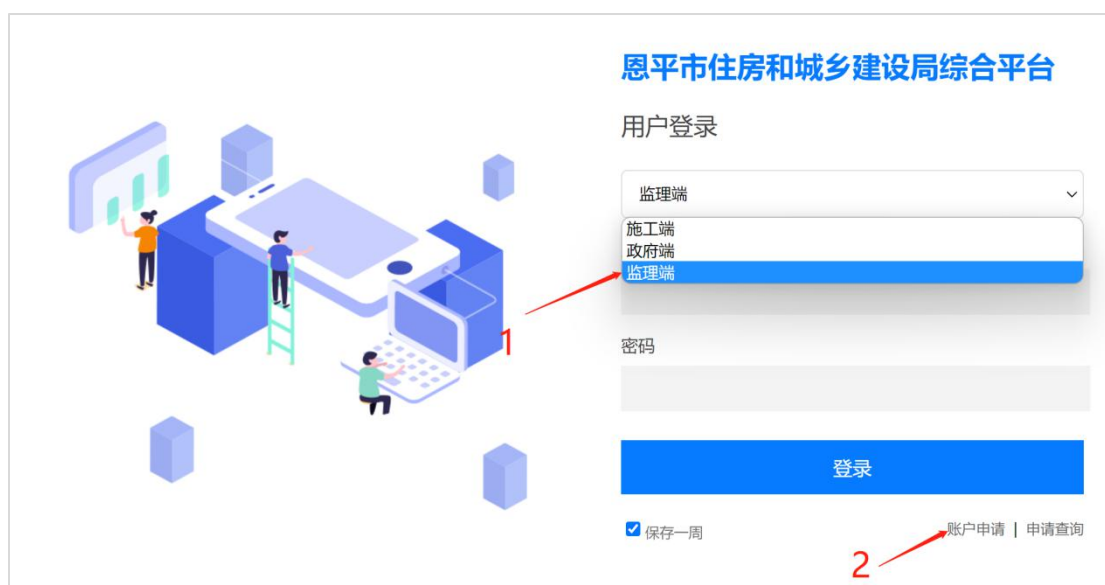 恩平市住房和城乡建设局综合平台
用户登录
监理端
施工端
政府端
监理端
1
密码
登录
保存一周
账户申请 | 申请查询
2